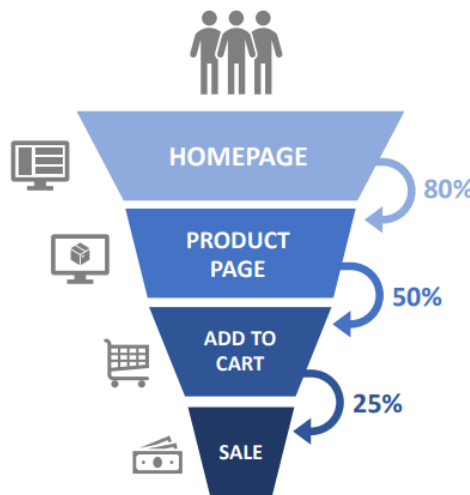 HOMEPAGE
80%
PRODUCT
PAGE
50%
ADD TO
CART
25%
SALE